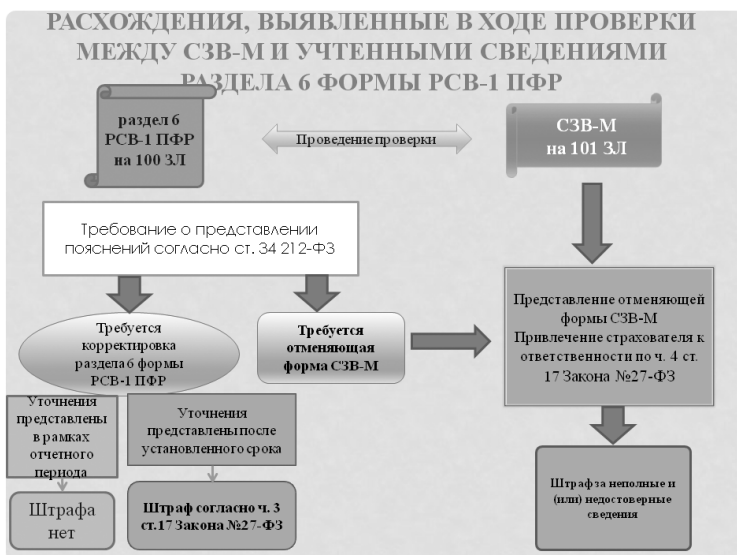 РАСХОЖДЕНИЯ, ВЫЯВЛЕННЫЕ В ХОДЕ ПРОВЕРКИ
МЕЖДУ СЗВ-М И УЧТЕННЫМИ СВЕДЕНИЯМИ
РАЗДЕЛА 6 ФОРМЫ РСВ-1 ПФР
раздел 6
РСВ-1 ПФР
на 100 ЗЛ
Проведение проверки
СЗВ-М
на 101 ЗЛ
Требование о представлении
пояснений согласно ст. 34 212-ФЗ
Требуется
корректировка
раздела 6 формы
РСВ-1 ПФР
Требуется
отменяющая
форма СЗВ-М
Представление отменяющей
формы СЗВ-М
Привлечение страхователя к
ответственности по ч. 4 ст.
17 Закона №27-ФЗ
Уточнения
представлены
в рамках
отчетного
периода
Уточнения
представлены после
установленного срока
Штрафа
нет
Штраф согласно ч. 3
ст.17 Закона №27-ФЗ
Штраф за неполные и
(или) недостоверные
сведения